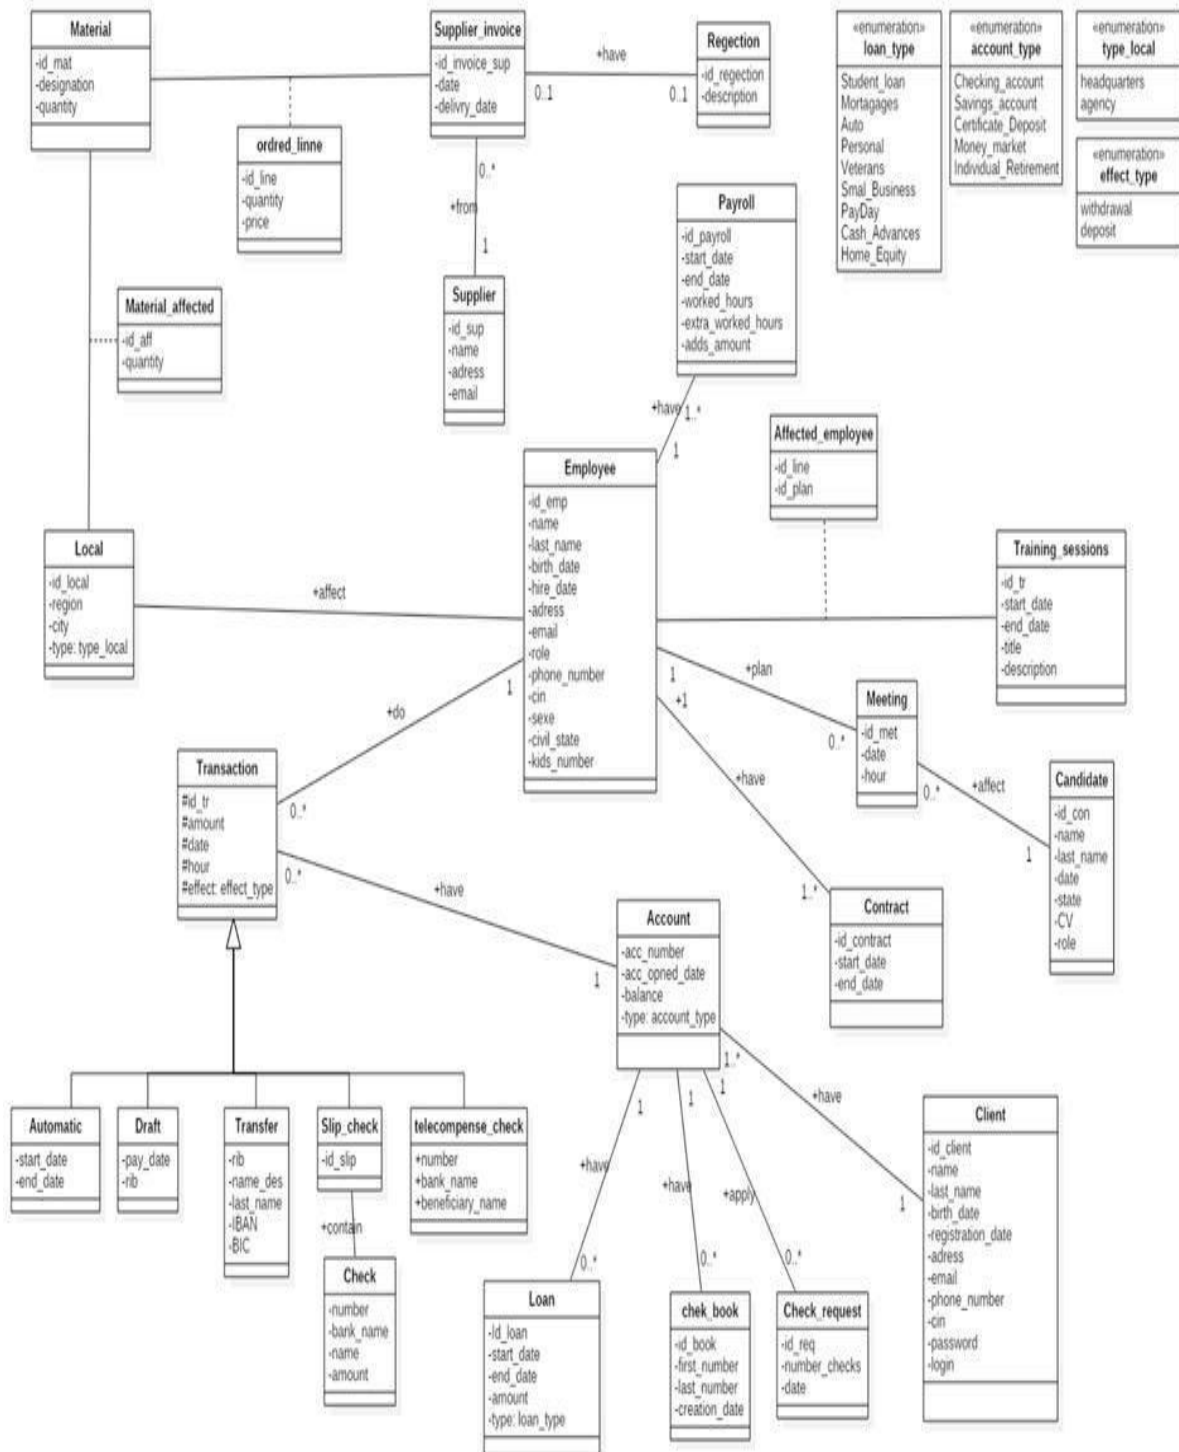 Material
-id_mat
-designation
-quantity
Supplier_invoice
-id_invoice_sup
-date
-delivry_date
+have
0..1
0..1
Regection
-id_regection
-description
«enumeration»
loan_type
Student_loan
Mortagages
Auto
Personal
Veterans
Smal_Business
PayDay
Cash_Advances
Home_Equity
«enumeration»
account_type
Checking_account
Savings_account
Certificate_Deposit
Money_market
Individual_Retirement
«enumeration»
type_local
headquarters
agency
«enumeration»
effect_type
withdrawal
deposit
ordred_linne
-id_line
-quantity
-price
0..*
+from
1
Supplier
-id_sup
-name
-adress
-email
Payroll
-id_payroll
-start_date
-end_date
-worked_hours
-extra_worked_hours
-adds_amount
Material_affected
-id_aff
-quantity
+have
1..*
1
Affected_employee
-id_line
-id_plan
Employee
-id_emp
-name
-last_name
-birth_date
-hire_date
-adress
-email
-role
-phone_number
-cin
-sexe
-civil_state
-kids_number
Local
-id_local
-region
-city
-type: type_local
+affect
Training_sessions
-id_tr
-start_date
-end_date
-title
-description
1
+plan
0..*
Meeting
-id_met
-date
-hour
0..*
+affect
1
Candidate
-id_con
-name
-last_name
-date
-state
-CV
-role
1
+do
0..*
Transaction
#id_tr
#amount
#date
#hour
#effect: effect_type
+1
+have
1..*
Contract
-id_contract
-start_date
-end_date
0..*
+have
1
Account
-acc_number
-acc_opned_date
-balance
-type: account_type
1..*
+have
1
Client
-id_client
-name
-last_name
-birth_date
-registration_date
-adress
-email
-phone_number
-cin
-password
-login
Automatic
-start_date
-end_date
Draft
-pay_date
-rib
Transfer
-rib
-name_des
-last_name
-IBAN
-BIC
Slip_check
-id_slip
telecompense_check
+number
+bank_name
+beneficiary_name
+contain
Check
-number
-bank_name
-name
-amount
1
+have
0..*
Loan
-Id_loan
-start_date
-end_date
-amount
-type: loan_type
1
+have
0..*
chek_book
-id_book
-first_number
-last_number
-creation_date
1
+apply
0..*
Check_request
-id_req
-number_checks
-date